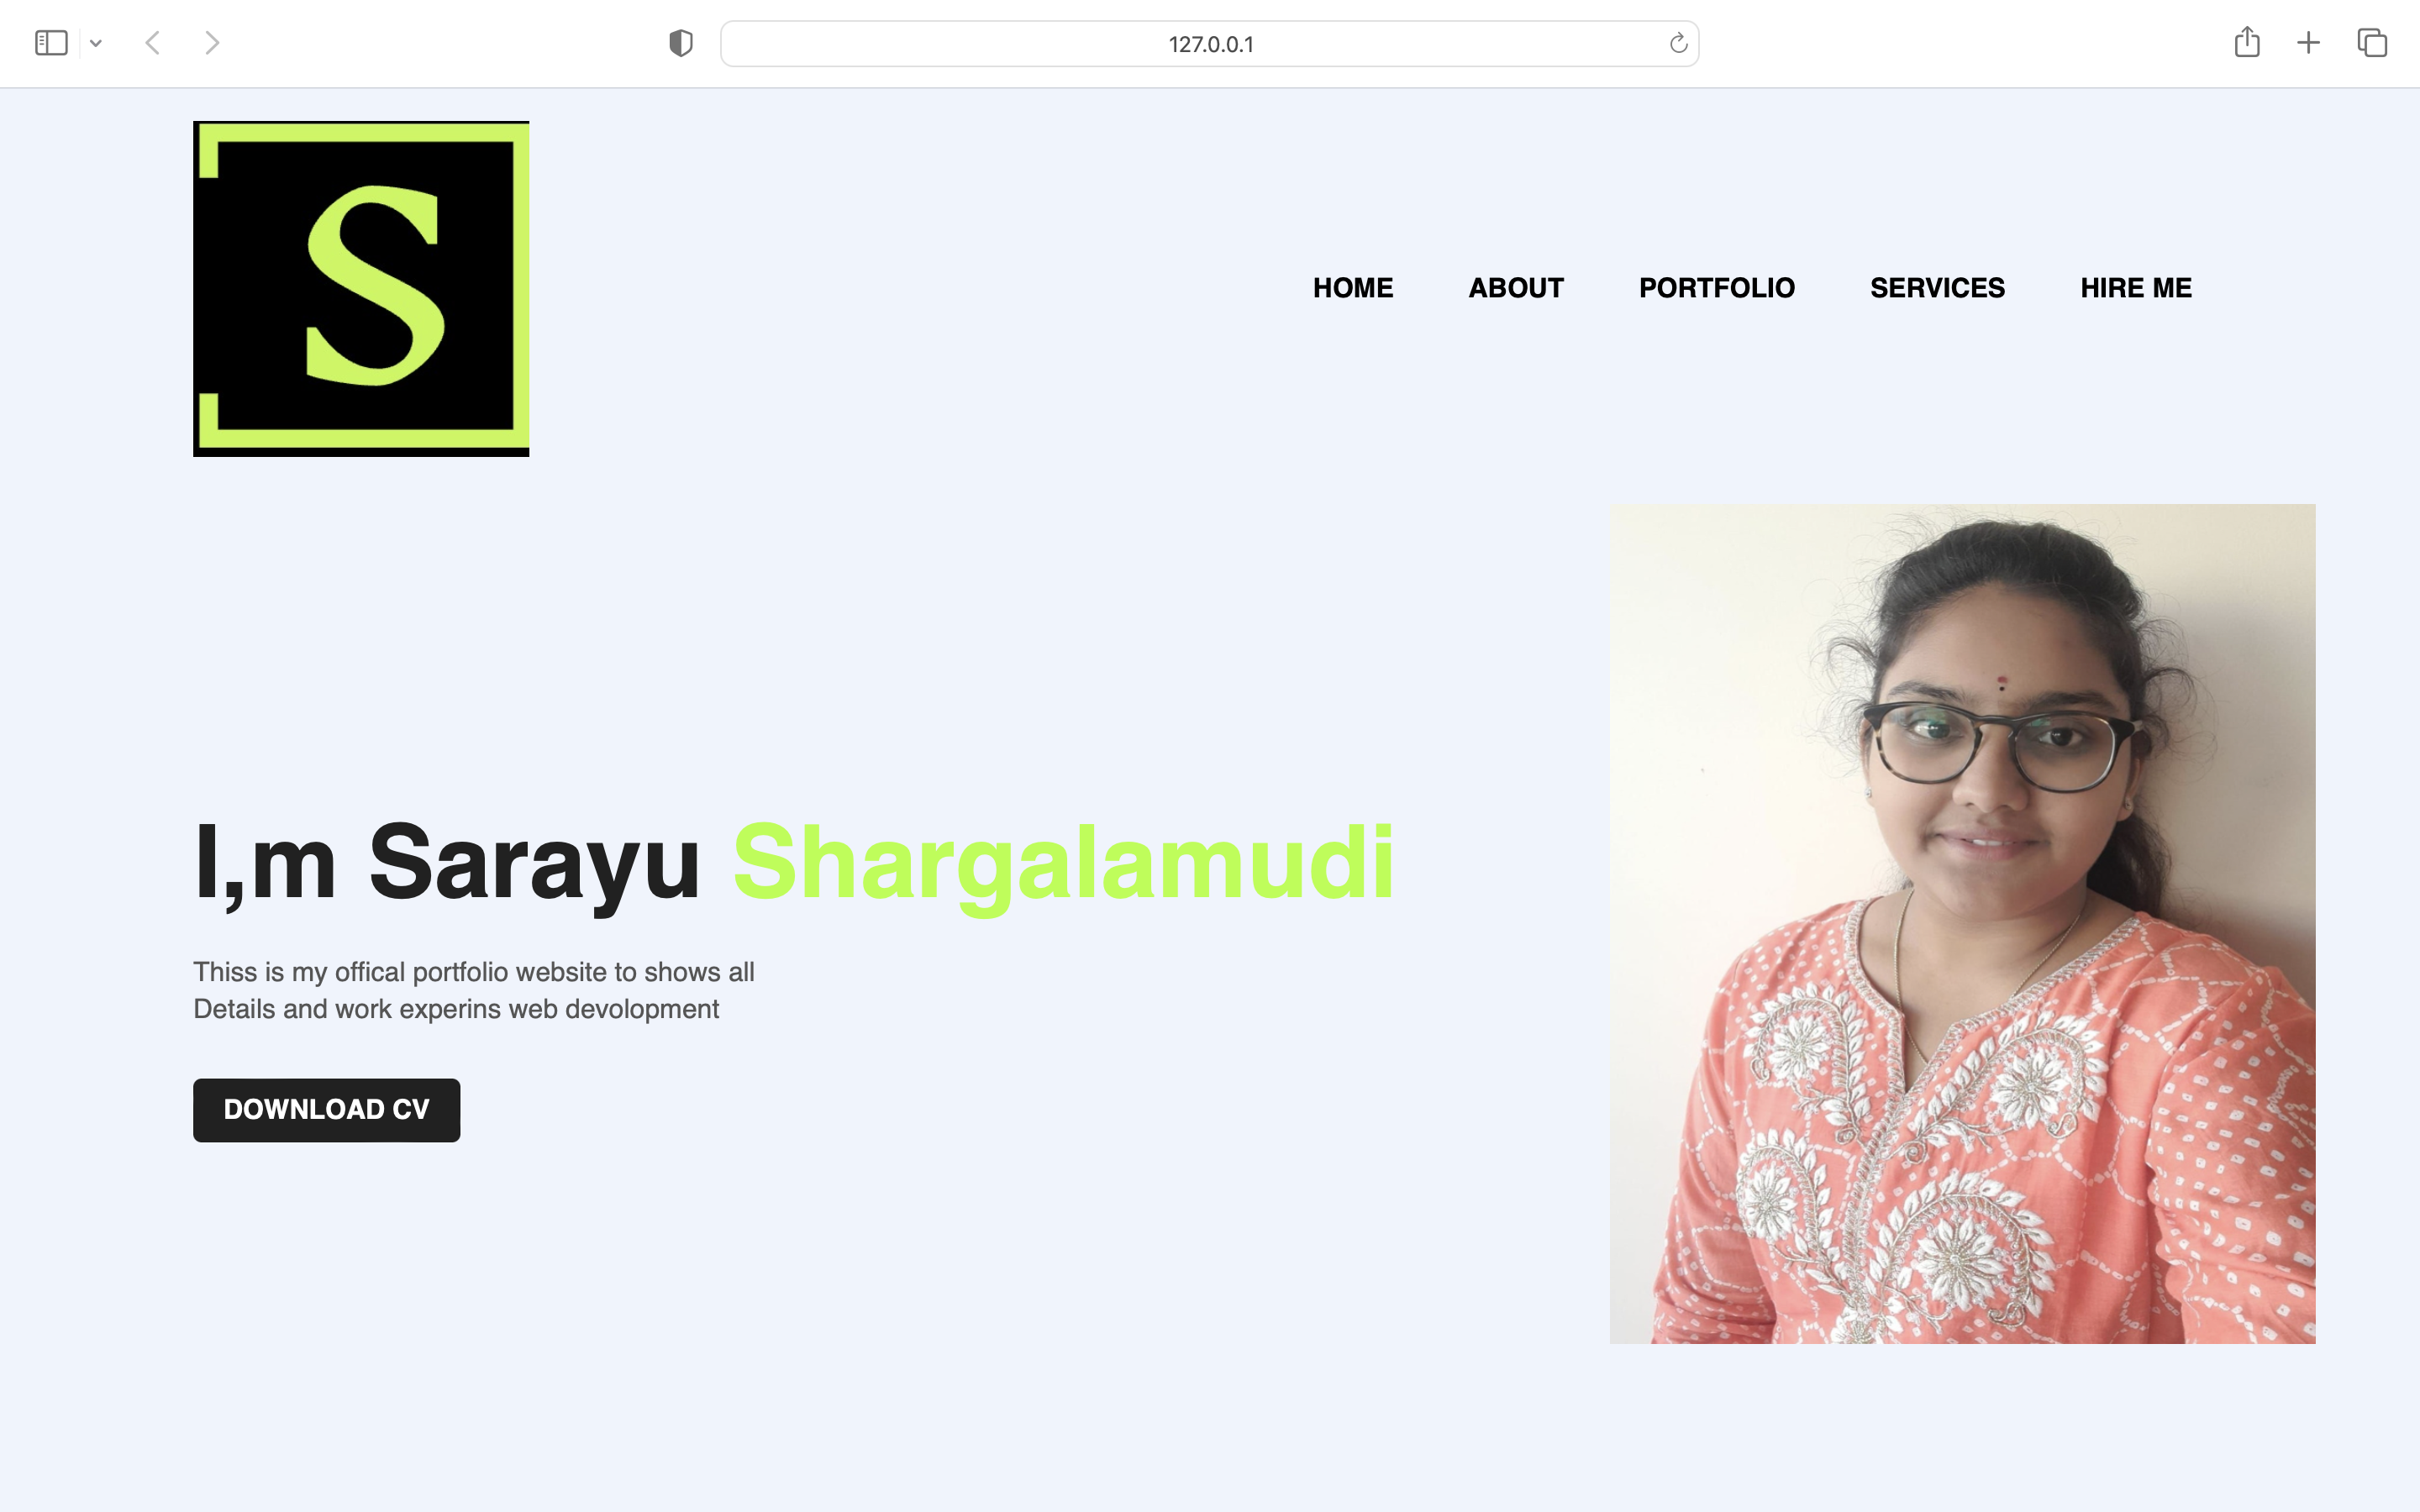 127.0.0.1
S
HOME ABOUT PORTFOLIO SERVICES HIRE ME
I,m Sarayu Shargalamudi
Thiss is my offical portfolio website to shows all
Details and work experins web devolopment
DOWNLOAD CV